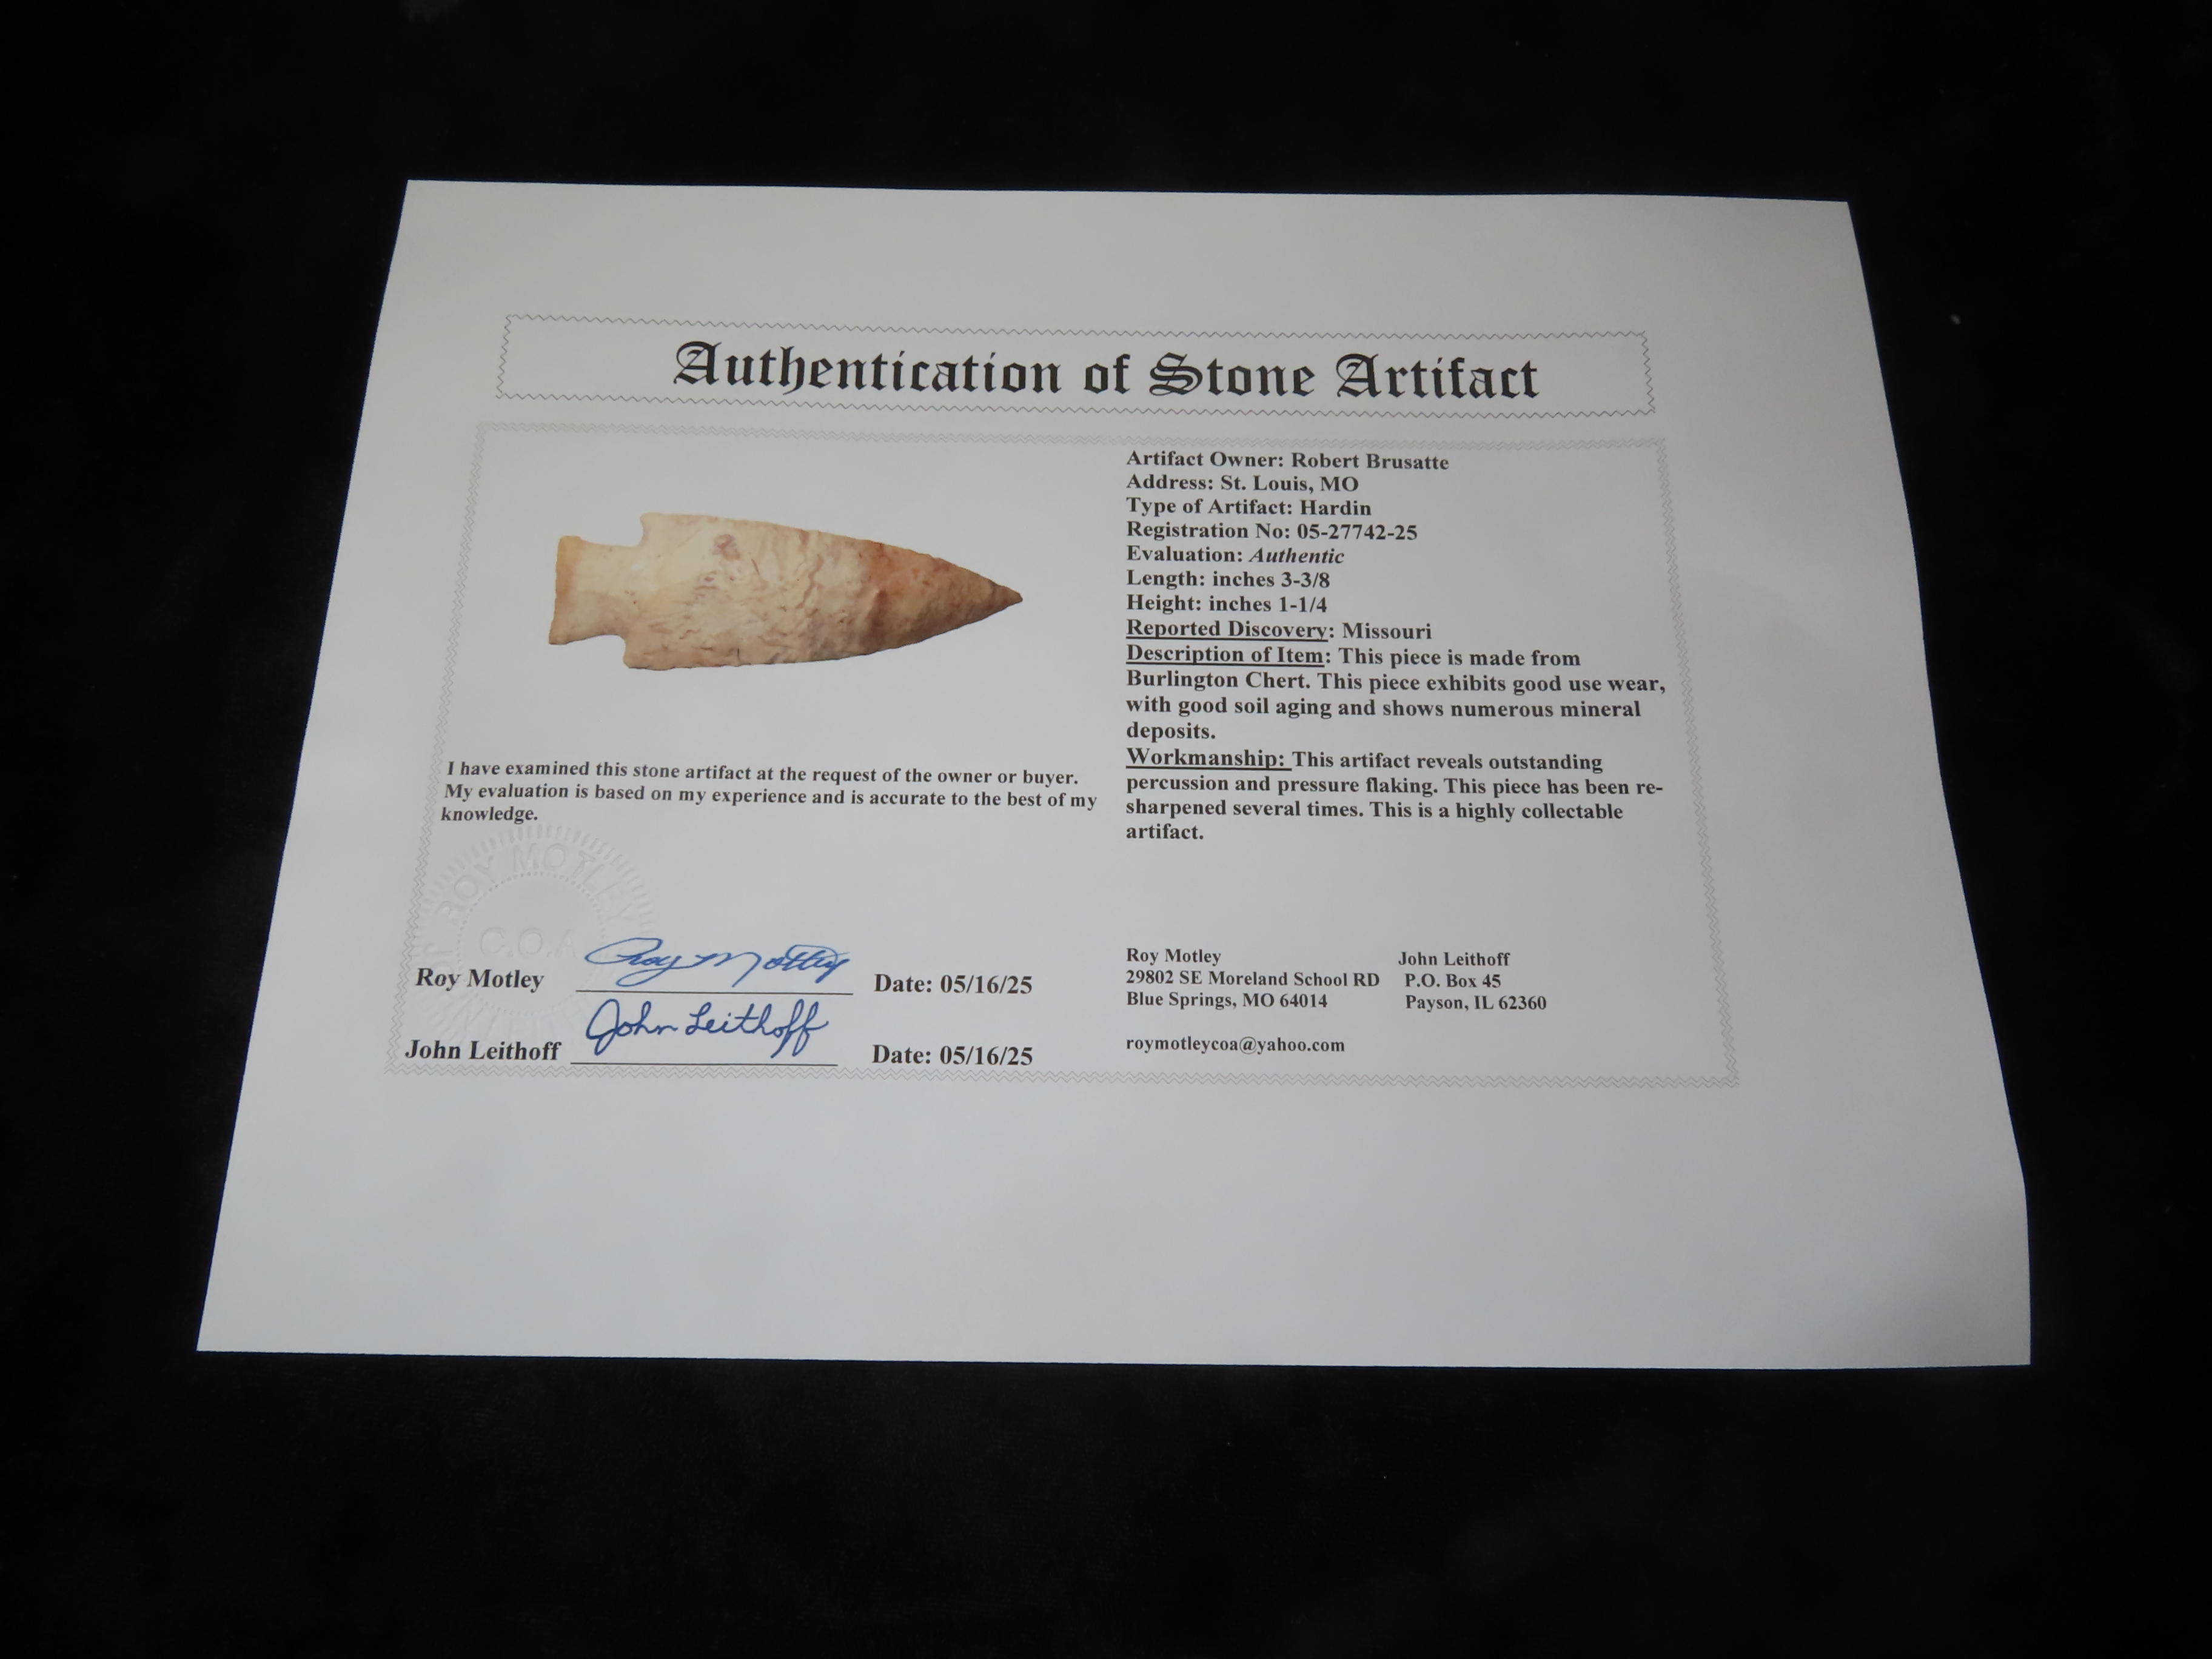 Authentication of Stone Artifact
Artifact Owner: Robert Brusatte
Address: St. Louis, MO
Type of Artifact: Hardin
Registration No: 05-27742-25
Evaluation: Authentic
Length: inches 3-3/8
Height: inches 1-1/4
Reported Discovery: Missouri
Description of Item: This piece is made from
Burlington Chert. This piece exhibits good use wear,
with good soil aging and shows numerous mineral
deposits.
Workmanship: This artifact reveals outstanding
percussion and pressure flaking. This piece has been re-
sharpened several times. This is a highly collectable
artifact.
I have examined this stone artifact at the request of the owner or buyer.
My evaluation is based on my experience and is accurate to the best of my
knowledge.
ROY MOTLEY
C.O.A
Roy Motley Roy Motley Date: 05/16/25
John Leithoff John Leithoff Date: 05/16/25
Roy Motley
29802 SE Moreland School RD
Blue Springs, MO 64014
roymotleycoa@yahoo.com
John Leithoff
P.O. Box 45
Payson, IL 62360